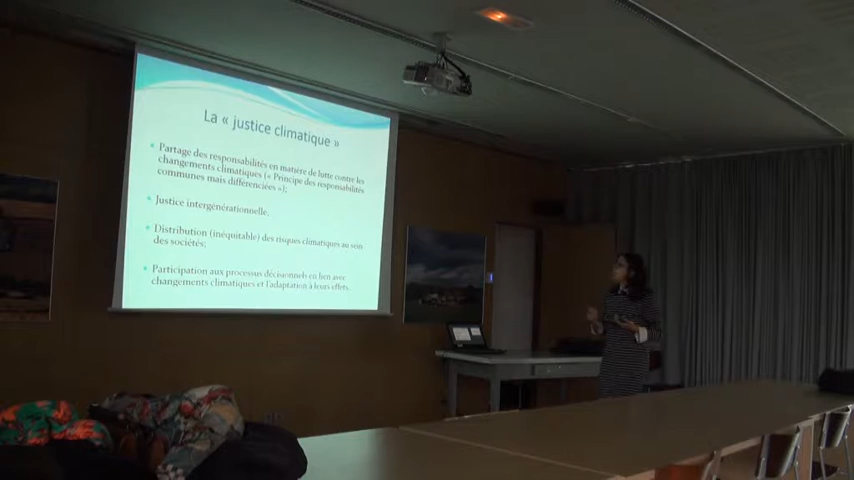 La « justice climatique »
• Partage des responsabilités en matière de lutte contre les
changements climatiques (« Principe des responsabilités
communes mais différenciées »);
• Justice intergénérationnelle,
• Distribution (inéquitable) des risques climatiques au sein
des sociétés;
• Participation aux processus décisionnels en lien avec
changements climatiques et l'adaptation à leurs effets.